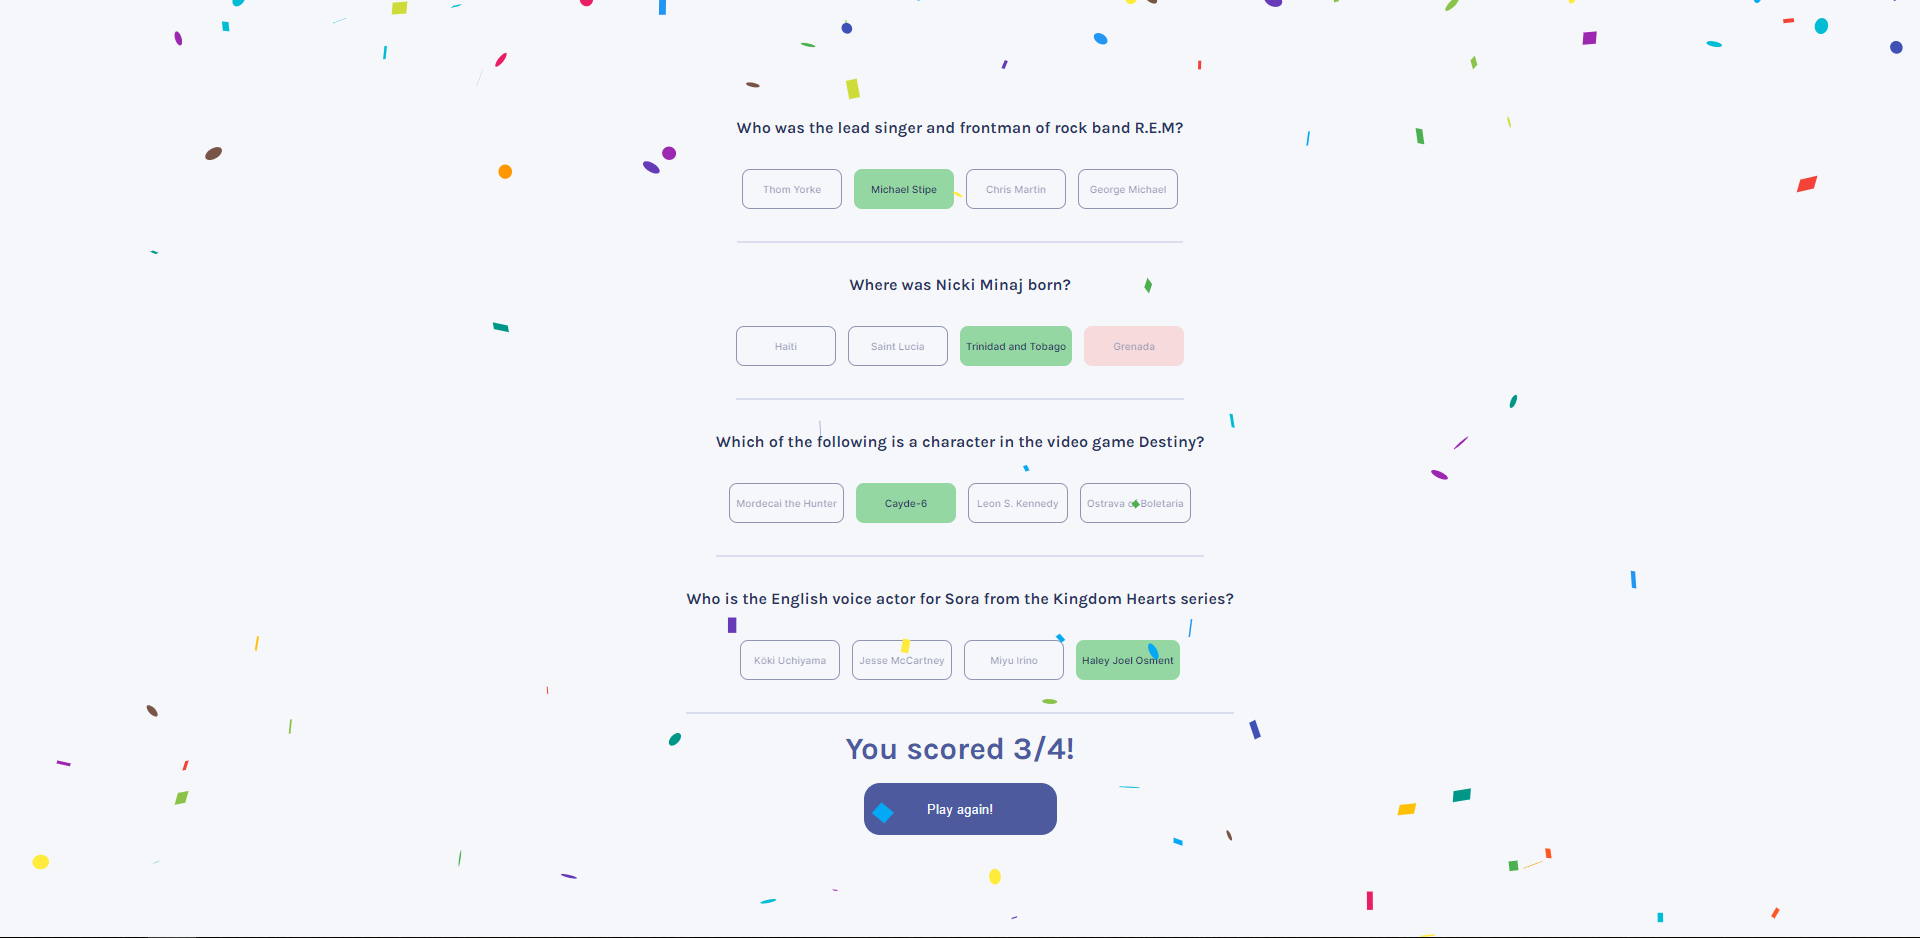 Who was the lead singer and frontman of rock band R.E.M?
Thom Yorke Michael Stipe Chris Martin George Michael
Where was Nicki Minaj born?
Haiti Saint Lucia Trinidad and Tobago Grenada
Which of the following is a character in the video game Destiny?
Mordecai the Hunter Cayde-6 Leon S. Kennedy Ostrava of Boletaria
Who is the English voice actor for Sora from the Kingdom Hearts series?
Kōki Uchiyama Jesse McCartney Miyu Irino Haley Joel Osment
You scored 3/4!
Play again!